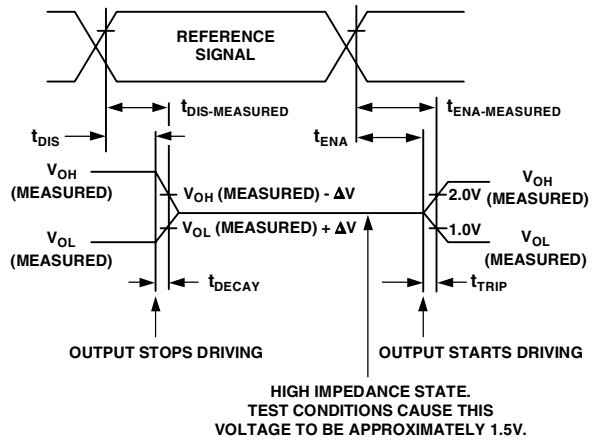 REFERENCE
SIGNAL
tDIS-MEASURED
tENA-MEASURED
tDIS
tENA
VOH
(MEASURED)
VOH (MEASURED) - ΔV
2.0V
VOH
(MEASURED)
VOL
(MEASURED)
VOL (MEASURED) + ΔV
1.0V
VOL
(MEASURED)
tDECAY
tTRIP
OUTPUT STOPS DRIVING
OUTPUT STARTS DRIVING
HIGH IMPEDANCE STATE.
TEST CONDITIONS CAUSE THIS
VOLTAGE TO BE APPROXIMATELY 1.5V.